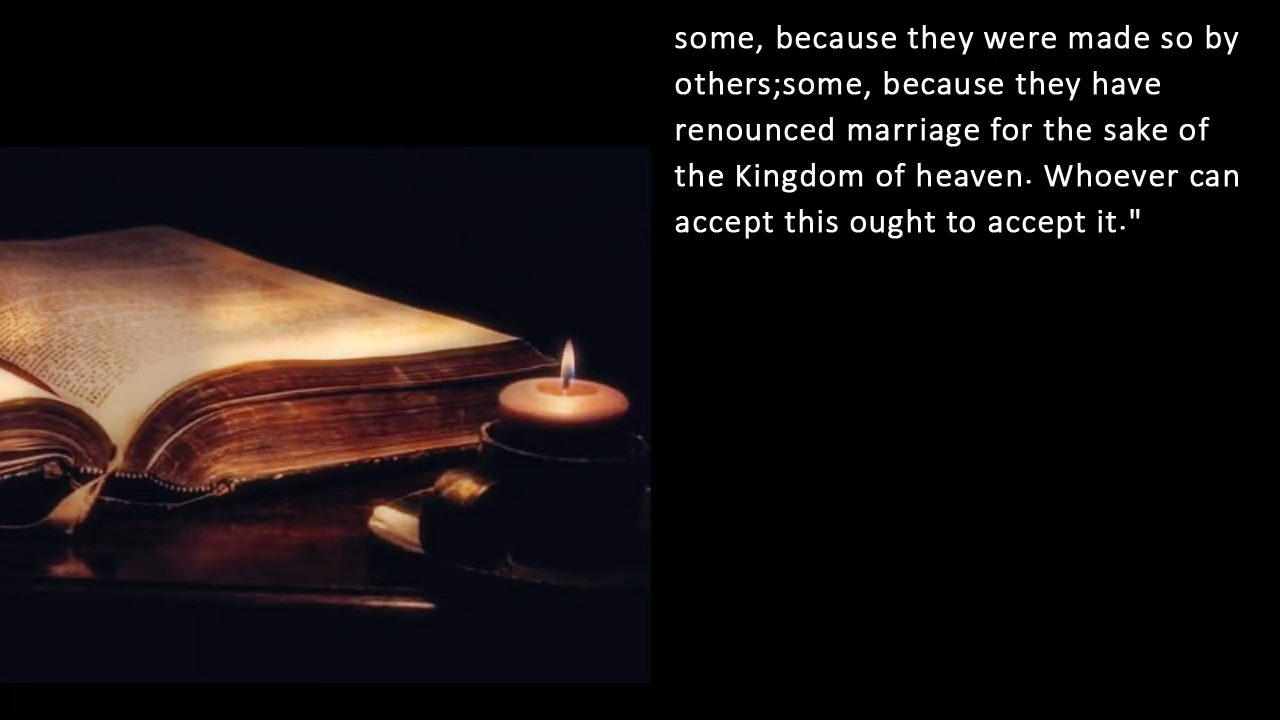 some, because they were made so by
others;some, because they have
renounced marriage for the sake of
the Kingdom of heaven. Whoever can
accept this ought to accept it."